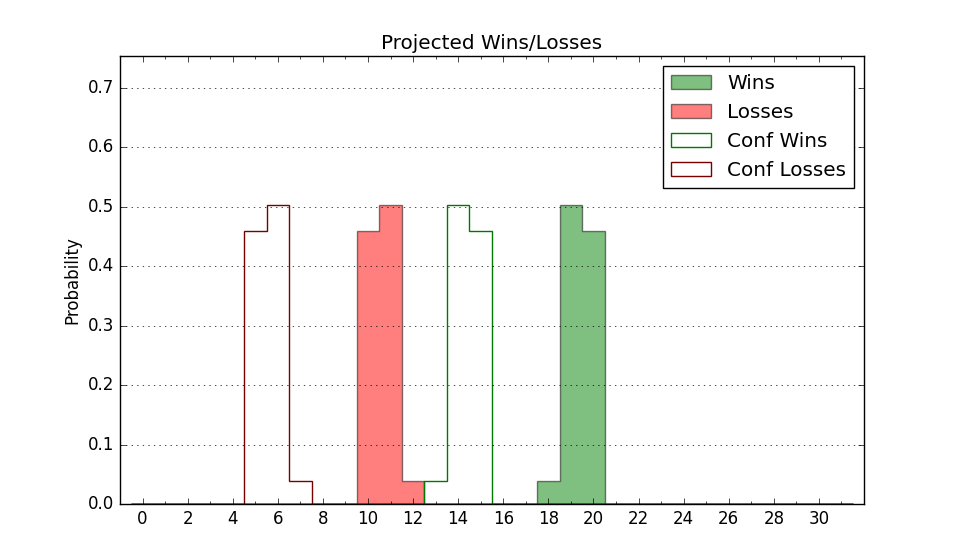 Projected Wins/Losses
Wins
Losses
Conf Wins
Conf Losses
Probability
0.7
0.6
0.5
0.4
0.3
0.2
0.1
0.0
0 2 4 6 8 10 12 14 16 18 20 22 24 26 28 30